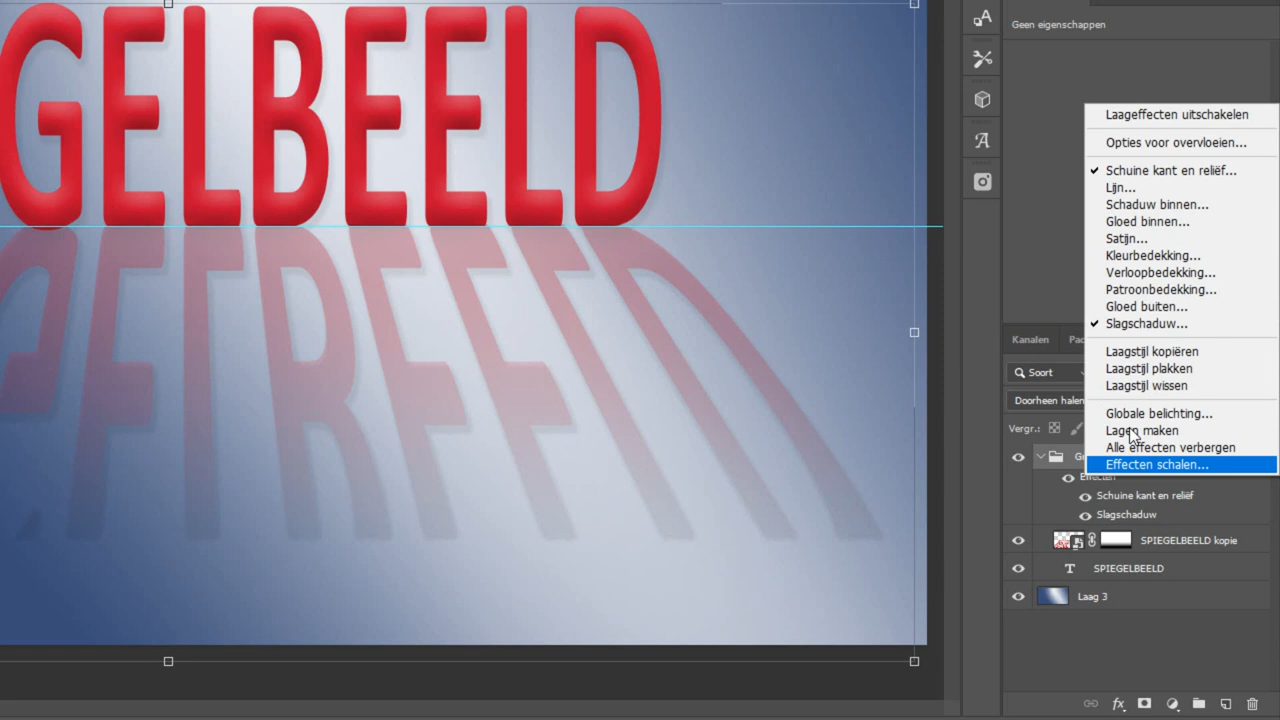 GELBEELD
Geen eigenschappen
Laageffecten uitschakelen
Opties voor overvloeien...
Schuine kant en reliëf...
Lijn...
Schaduw binnen...
Gloed binnen...
Satijn...
Kleurbedekking...
Verloopbedekking...
Patroonbedekking...
Gloed buiten...
Slagschaduw...
Laagstijl kopiëren
Laagstijl plakken
Laagstijl wissen
Globale belichting...
Lagen maken
Alle effecten verbergen
Effecten schalen...
Kanalen
Soort
Doorheen halen
Vergr.:
Effecten
Schuine kant en reliëf
Slagschaduw
SPIEGELBEELD kopie
T SPIEGELBEELD
Laag 3
fx